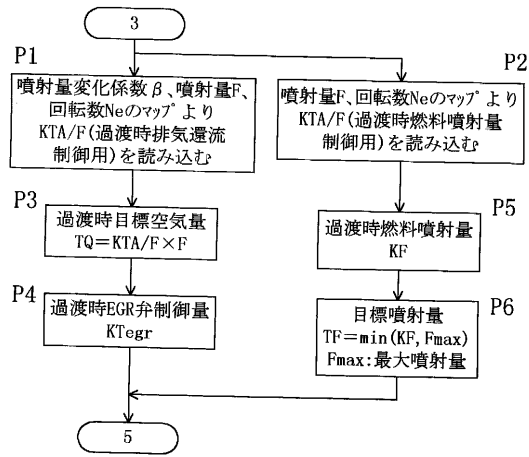 3
P1
噴射量変化係数β、噴射量F、
回転数Neのマップより
KTA/F(過渡時排気還流
制御用)を読み込む
P2
噴射量F、回転数Neのマップより
KTA/F(過渡時燃料噴射量
制御用)を読み込む
P3
過渡時目標空気量
TQ=KTA/F×F
P5
過渡時燃料噴射量
KF
P4
過渡時EGR弁制御量
KTegr
P6
目標噴射量
TF=min(KF,Fmax)
Fmax:最大噴射量
5